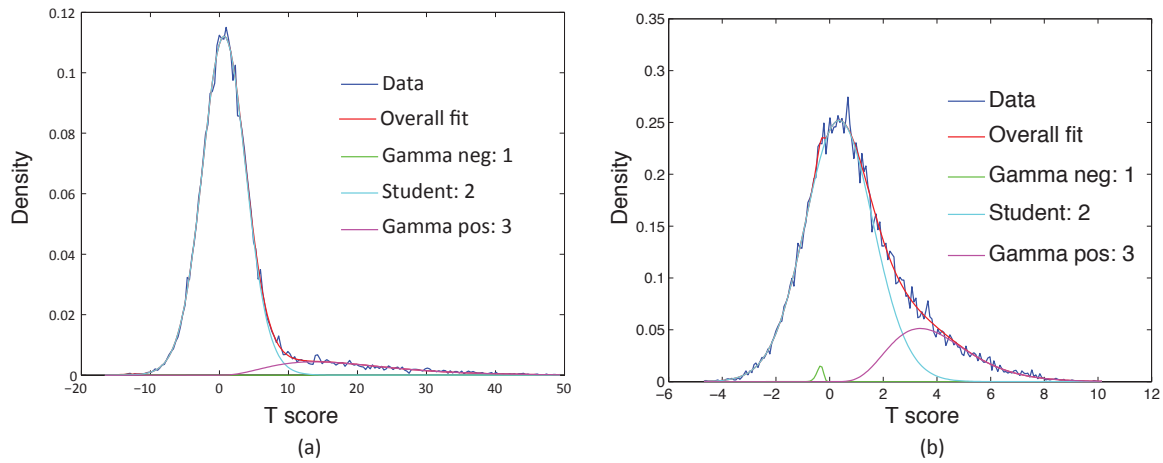 0.12
0.1
0.08
0.06
0.04
0.02
0
−20
−10
0
10
20
30
40
50
Density
T score
Data
Overall fit
Gamma neg: 1
Student: 2
Gamma pos: 3
(a)
0.35
0.3
0.25
0.2
0.15
0.1
0.05
0
−6
−4
−2
0
2
4
6
8
10
12
Density
T score
Data
Overall fit
Gamma neg: 1
Student: 2
Gamma pos: 3
(b)